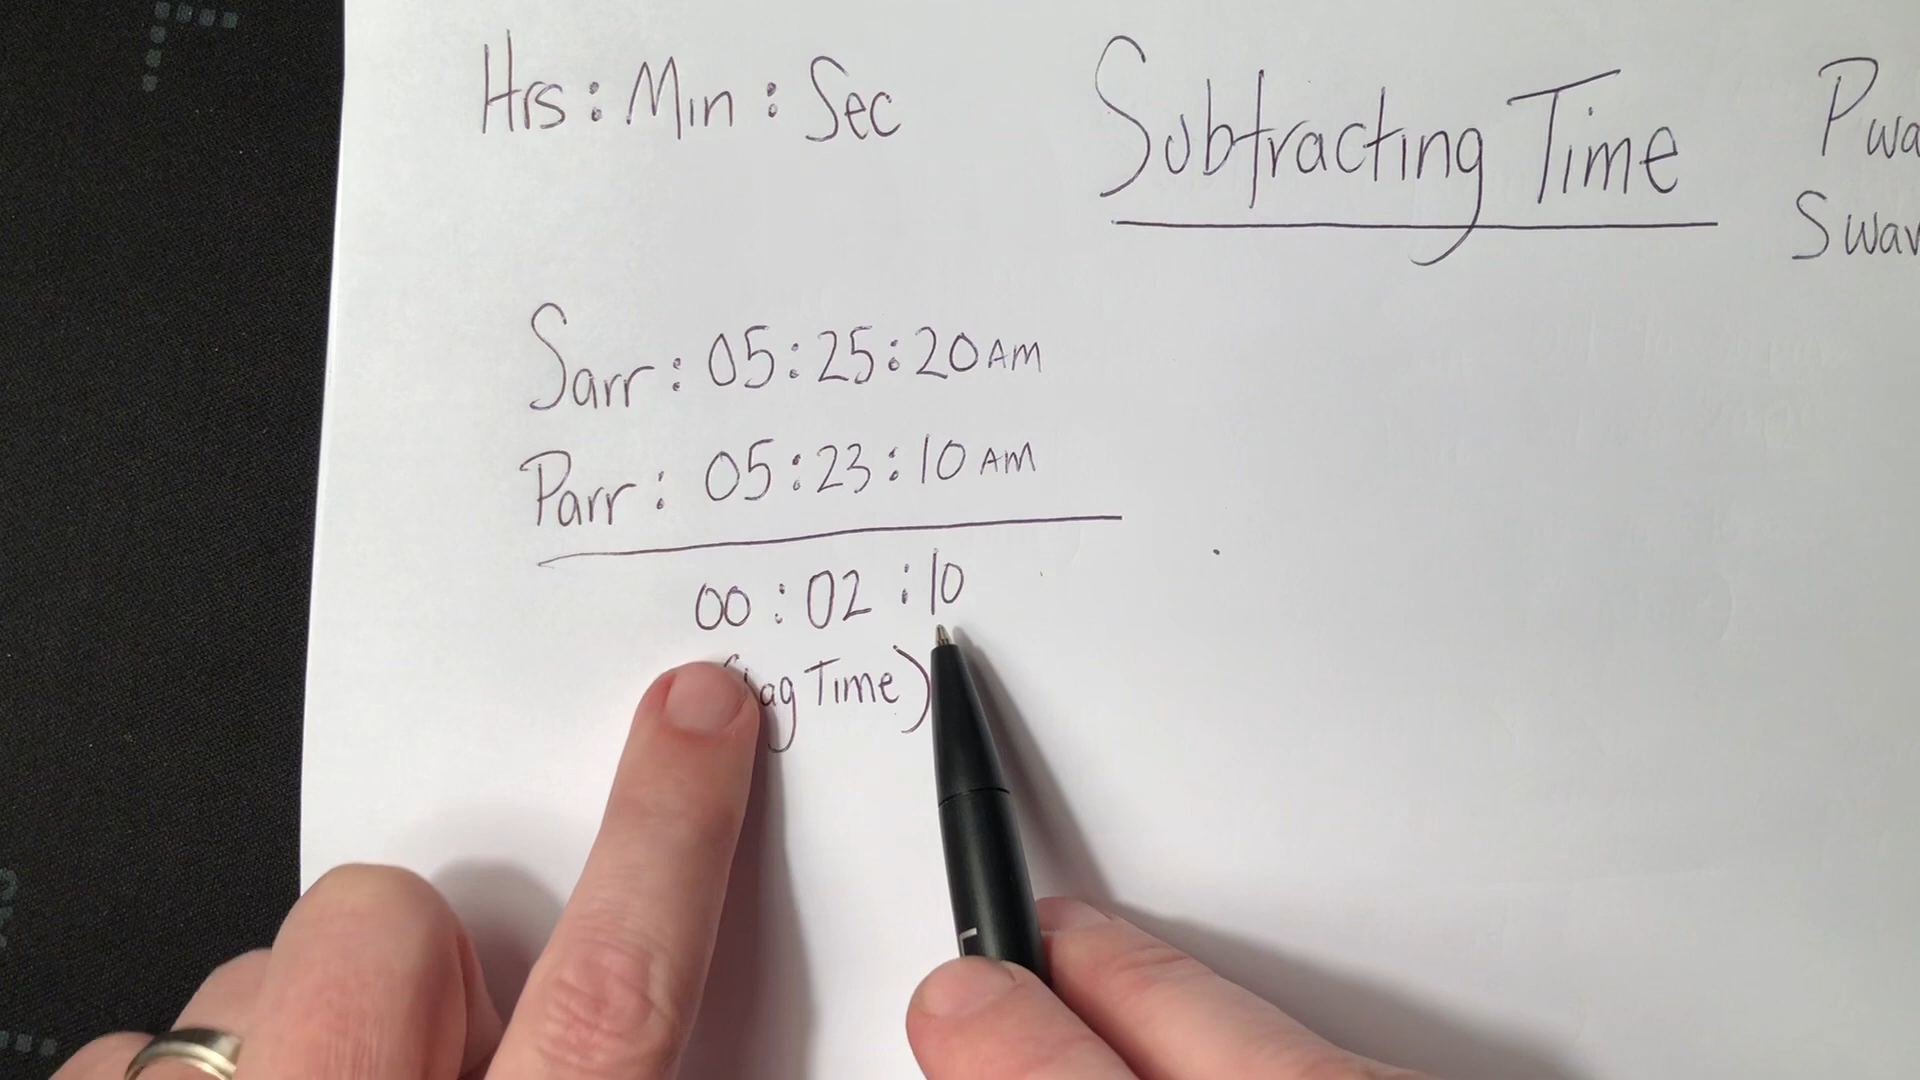 Hrs : Min : Sec
Subtracting Time
Sarr : 05:25:20 AM
Parr : 05:23:10 AM
00 : 02 : 10
Time)